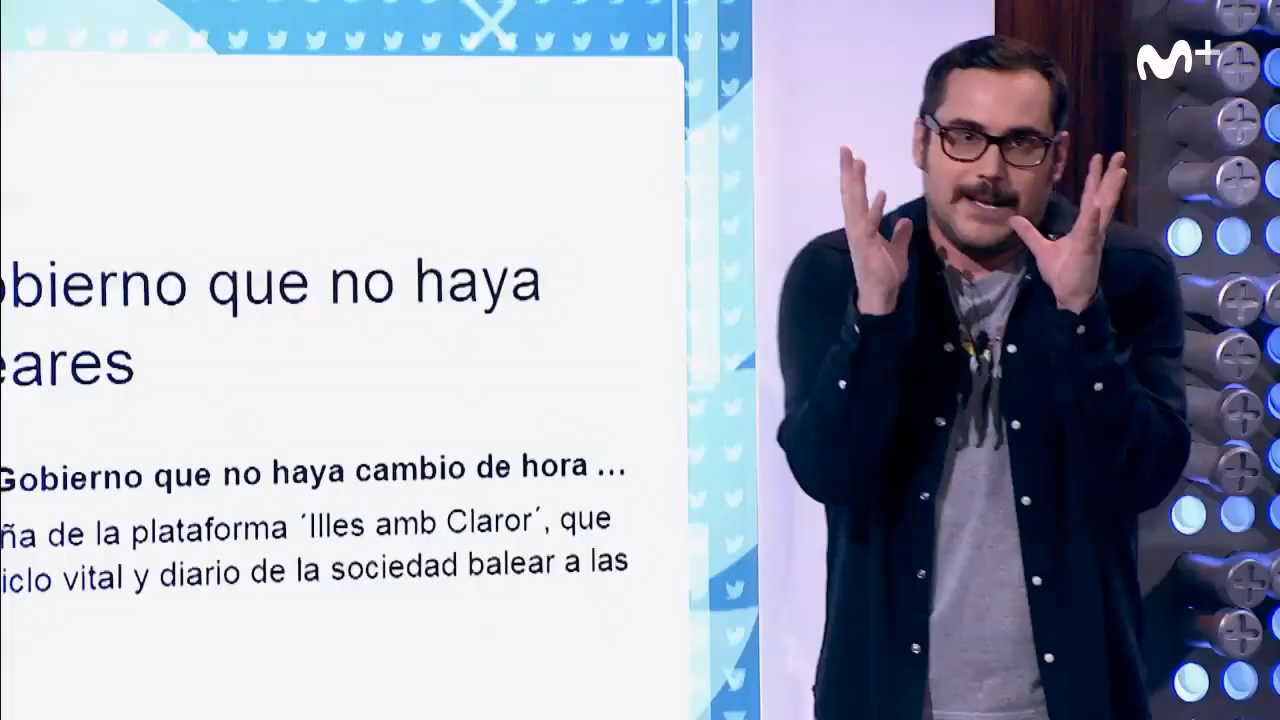 obierno que no haya
eares
Gobierno que no haya cambio de hora ...
ña de la plataforma ´Illes amb Claror´, que
iclo vital y diario de la sociedad balear a las
M+